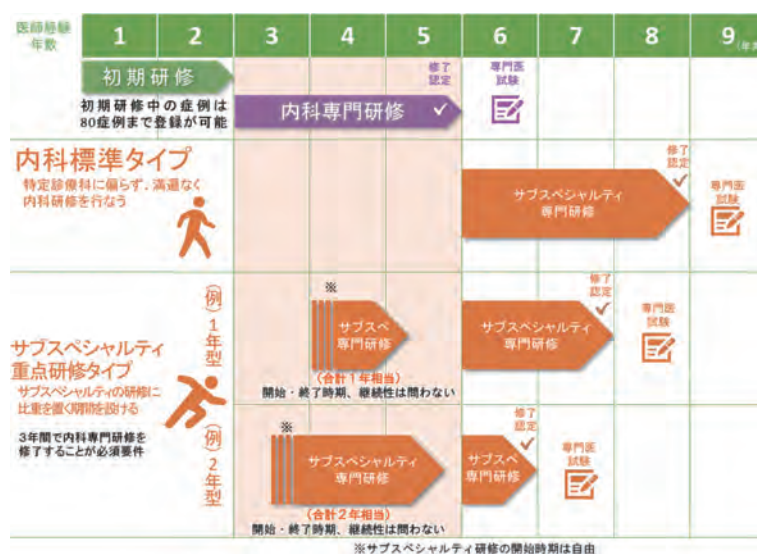 医師経験
年数
1 2 3 4 5 6 7 8 9
初期研修
初期研修中の症例は
80症例まで登録が可能
内科専門研修
修了
認定
専門医
試験
内科標準タイプ
特定診療科に偏らず、満遍なく
内科研修を行なう
サブスペシャルティ
専門研修
修了
認定
専門医
試験
サブスペシャルティ
重点研修タイプ
サブスペシャルティの研修に
比重を置く期間を設ける
3年間で内科専門研修を
修了することが必須要件
(例)1年型
※
サブスペ
専門研修
(合計1年相当)
開始・終了時期、継続性は問わない
サブスペシャルティ
専門研修
修了
認定
専門医
試験
(例)2年型
※
サブスペシャルティ
専門研修
(合計2年相当)
開始・終了時期、継続性は問わない
サブスペ
専門研修
修了
認定
専門医
試験
※サブスペシャルティ研修の開始時期は自由